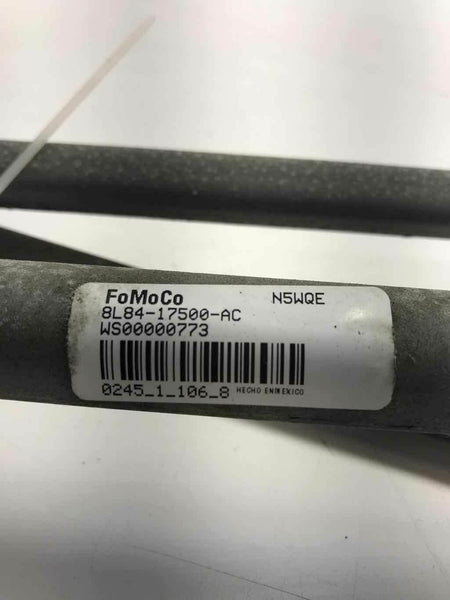 FoMoCo N5WQE
8L84-17500-AC
WS00000773
0245_1_106_8 HECHO EN MEXICO